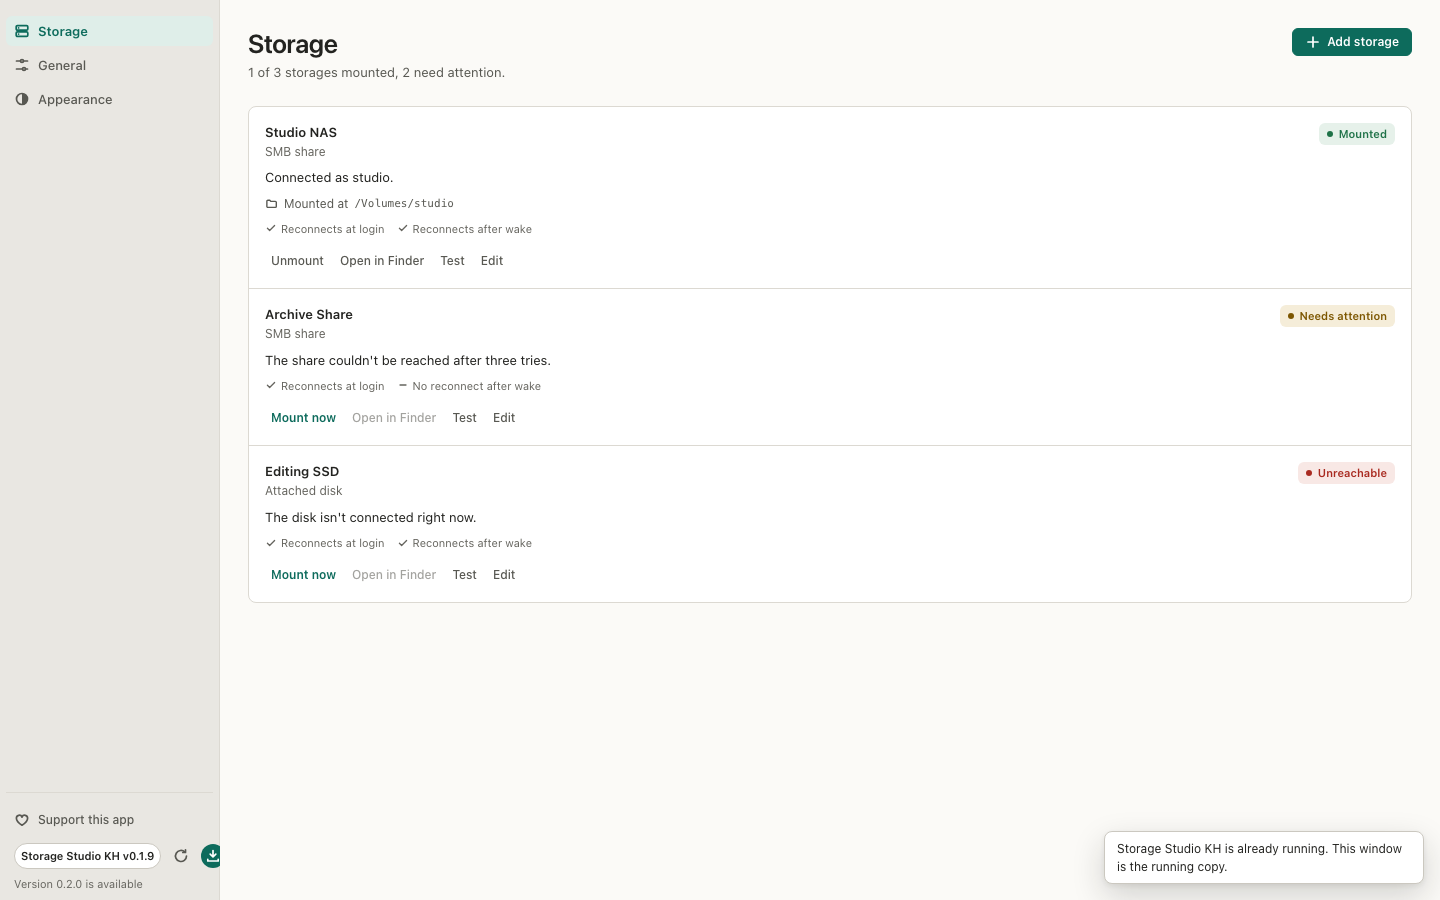 Storage
General
Appearance
Support this app
Storage Studio KH v0.1.9
Version 0.2.0 is available
Storage
1 of 3 storages mounted, 2 need attention.
Add storage
Studio NAS
SMB share
Mounted
Connected as studio.
Mounted at /Volumes/studio
Reconnects at login Reconnects after wake
Unmount Open in Finder Test Edit
Archive Share
SMB share
Needs attention
The share couldn't be reached after three tries.
Reconnects at login No reconnect after wake
Mount now Open in Finder Test Edit
Editing SSD
Attached disk
Unreachable
The disk isn't connected right now.
Reconnects at login Reconnects after wake
Mount now Open in Finder Test Edit
Storage Studio KH is already running. This window
is the running copy.